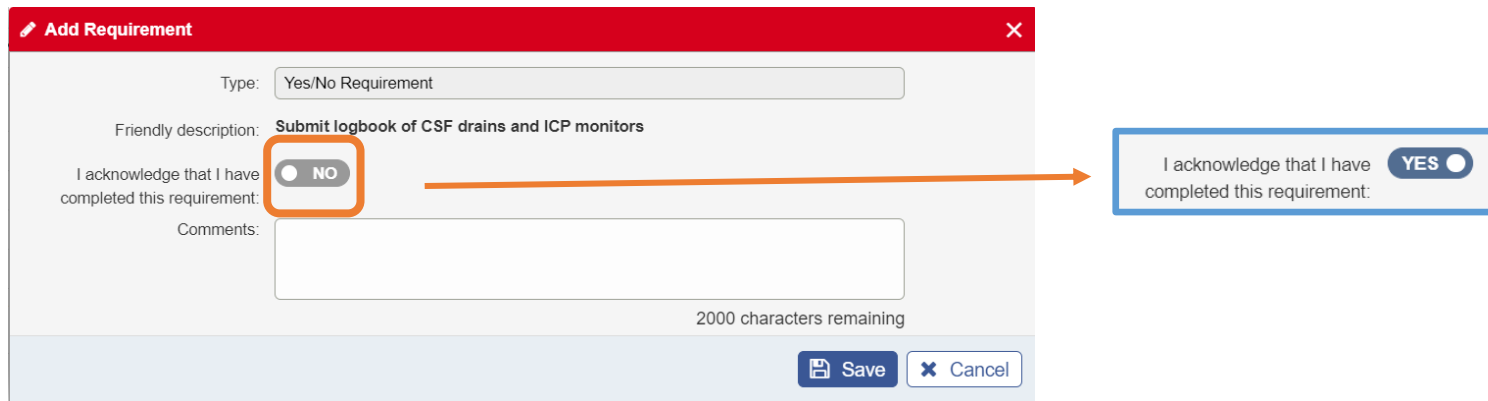 Add Requirement
Type: Yes/No Requirement
Friendly description: Submit logbook of CSF drains and ICP monitors
I acknowledge that I have NO
completed this requirement:
Comments:
2000 characters remaining
Save Cancel
I acknowledge that I have YES
completed this requirement: